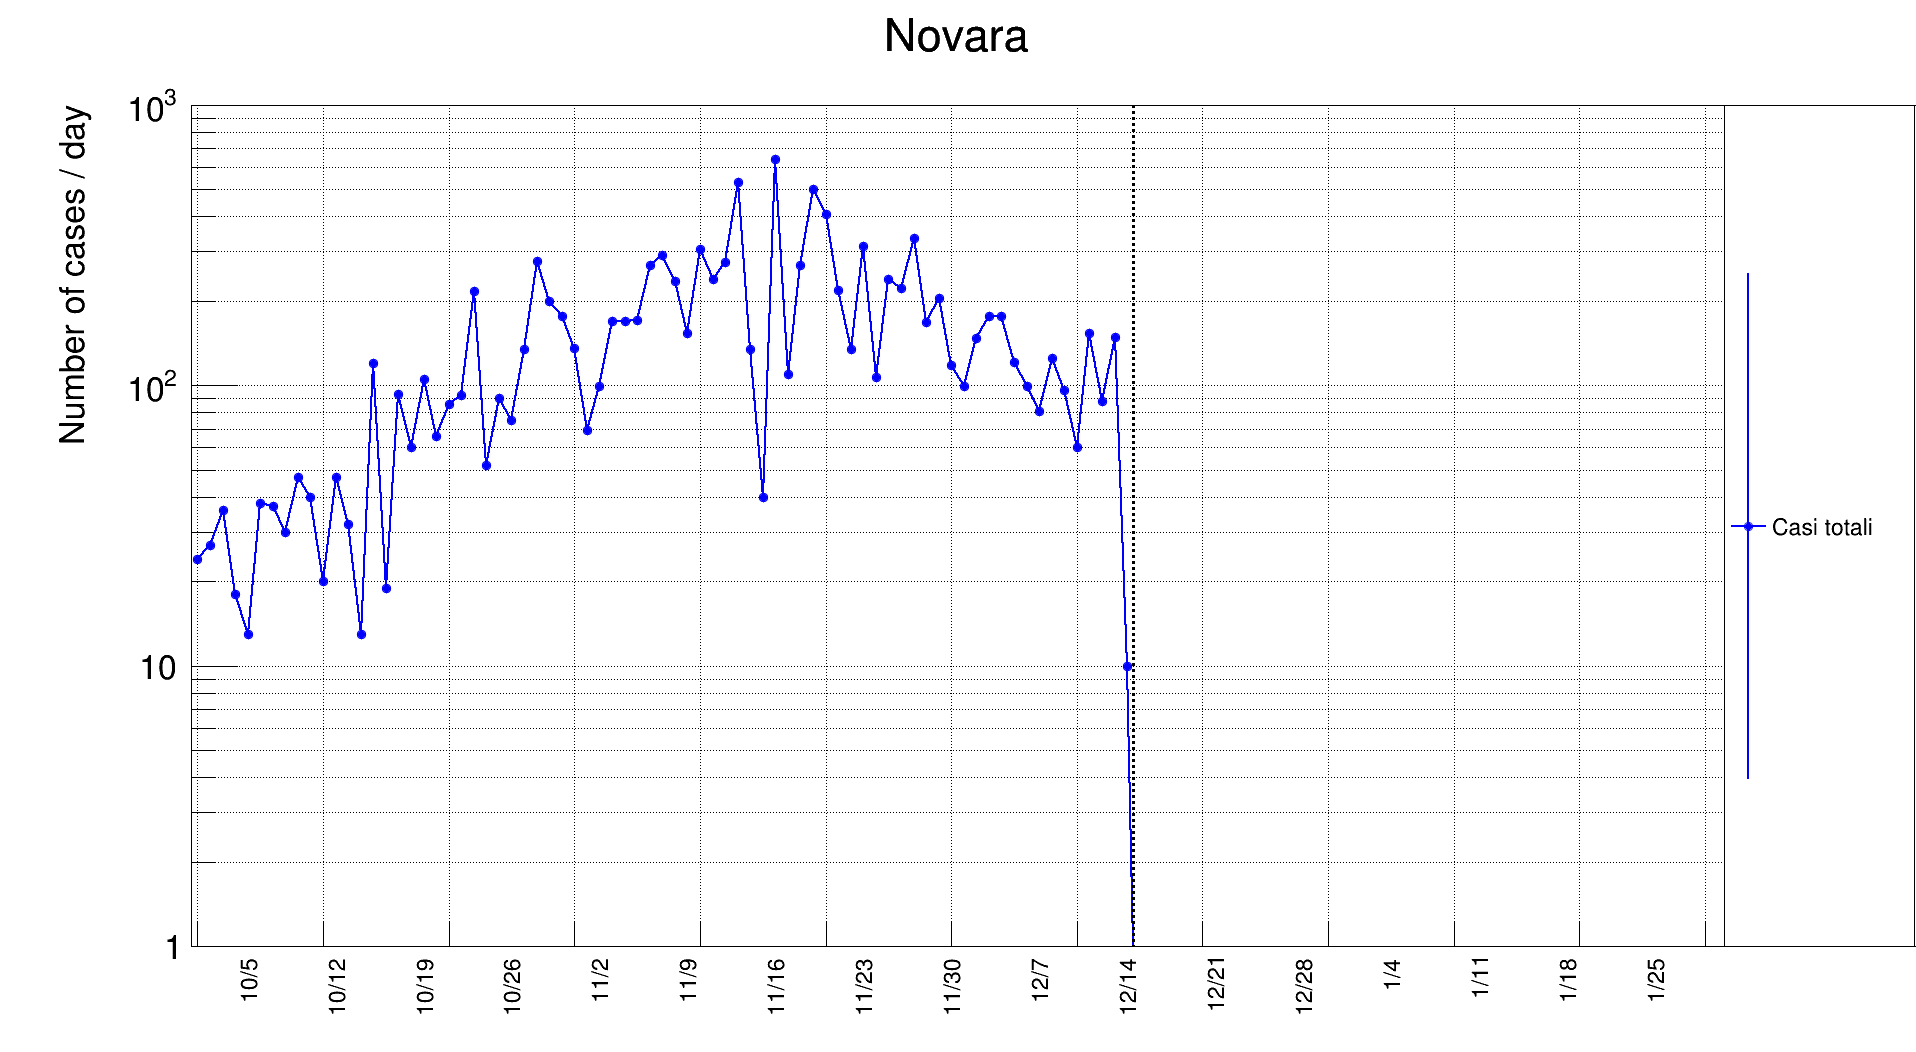 Novara
Number of cases / day
10³
10²
10
1
10/5 10/12 10/19 10/26 11/2 11/9 11/16 11/23 11/30 12/7 12/14 12/21 12/28 1/4 1/11 1/18 1/25
Casi totali